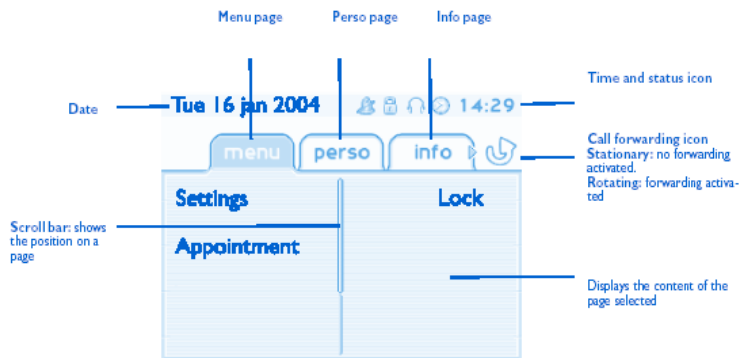 Menu page Perso page Info page
Time and status icon
Date
Tue 16 jan 2004 14:29
menu perso info
Call forwarding icon
Stationary: no forwarding
activated.
Rotating: forwarding activa-
ted
Settings Lock
Scroll bar: shows
the position on a
page
Appointment
Displays the content of the
page selected